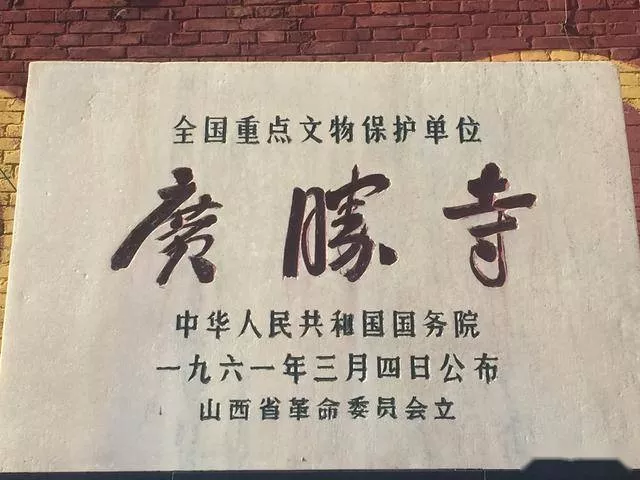 全国重点文物保护单位
廣勝寺
中华人民共和国国务院
一九六一年三月四日公布
山西省革命委员会立